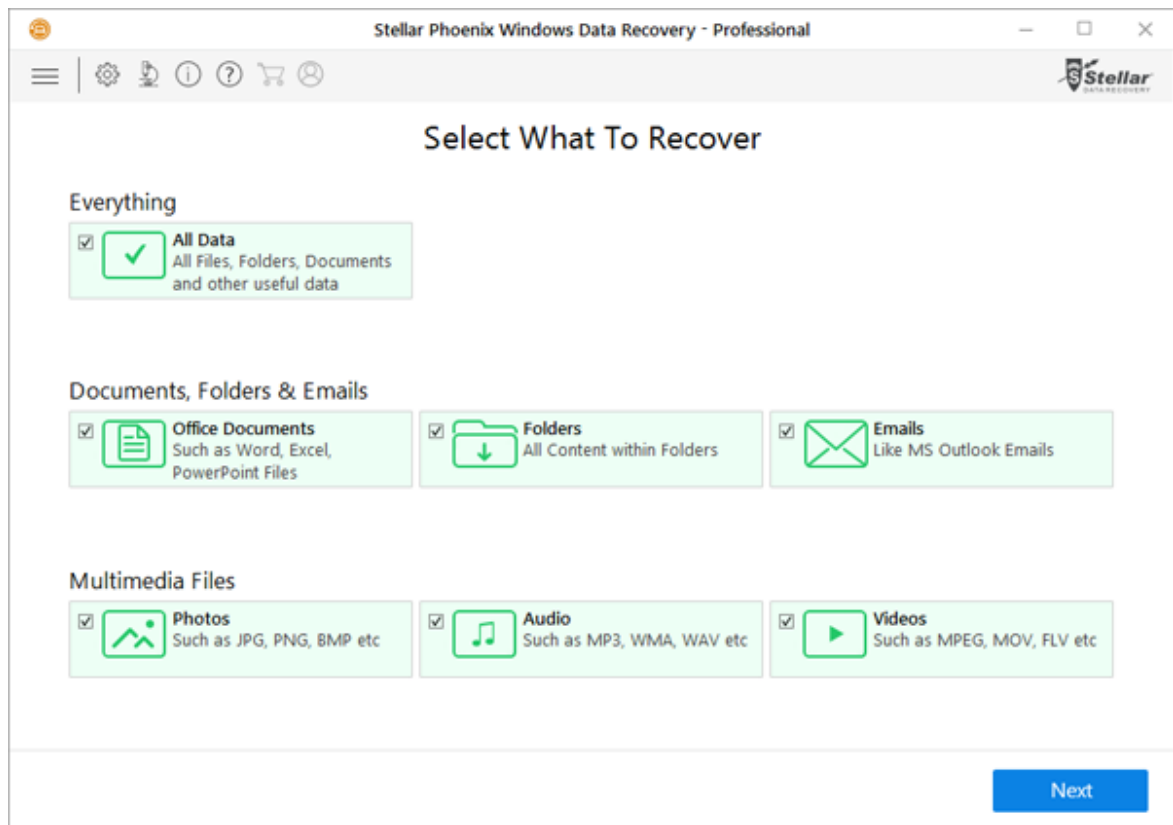 Stellar Phoenix Windows Data Recovery - Professional
Stellar
DATA RECOVERY
Select What To Recover
Everything
All Data
All Files, Folders, Documents
and other useful data
Documents, Folders & Emails
Office Documents
Such as Word, Excel,
PowerPoint Files
Folders
All Content within Folders
Emails
Like MS Outlook Emails
Multimedia Files
Photos
Such as JPG, PNG, BMP etc
Audio
Such as MP3, WMA, WAV etc
Videos
Such as MPEG, MOV, FLV etc
Next